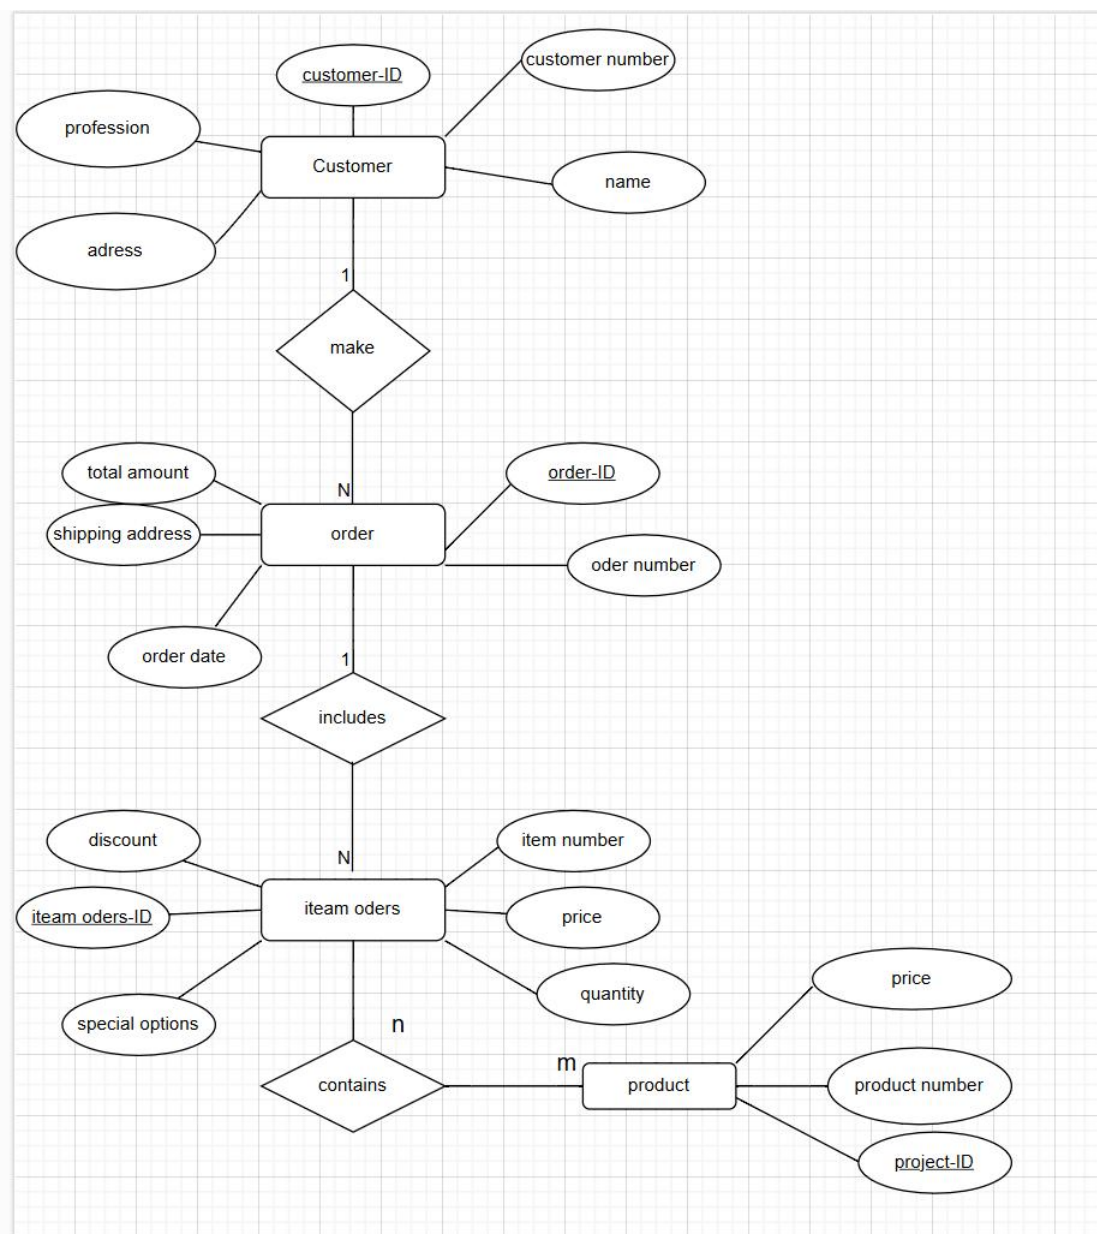 customer number
customer-ID
profession
Customer
name
adress
1
make
total amount
order-ID
N
shipping address
order
oder number
order date
1
includes
discount
item number
N
iteam oders-ID
iteam oders
price
quantity
special options
n
price
m
contains
product
product number
project-ID